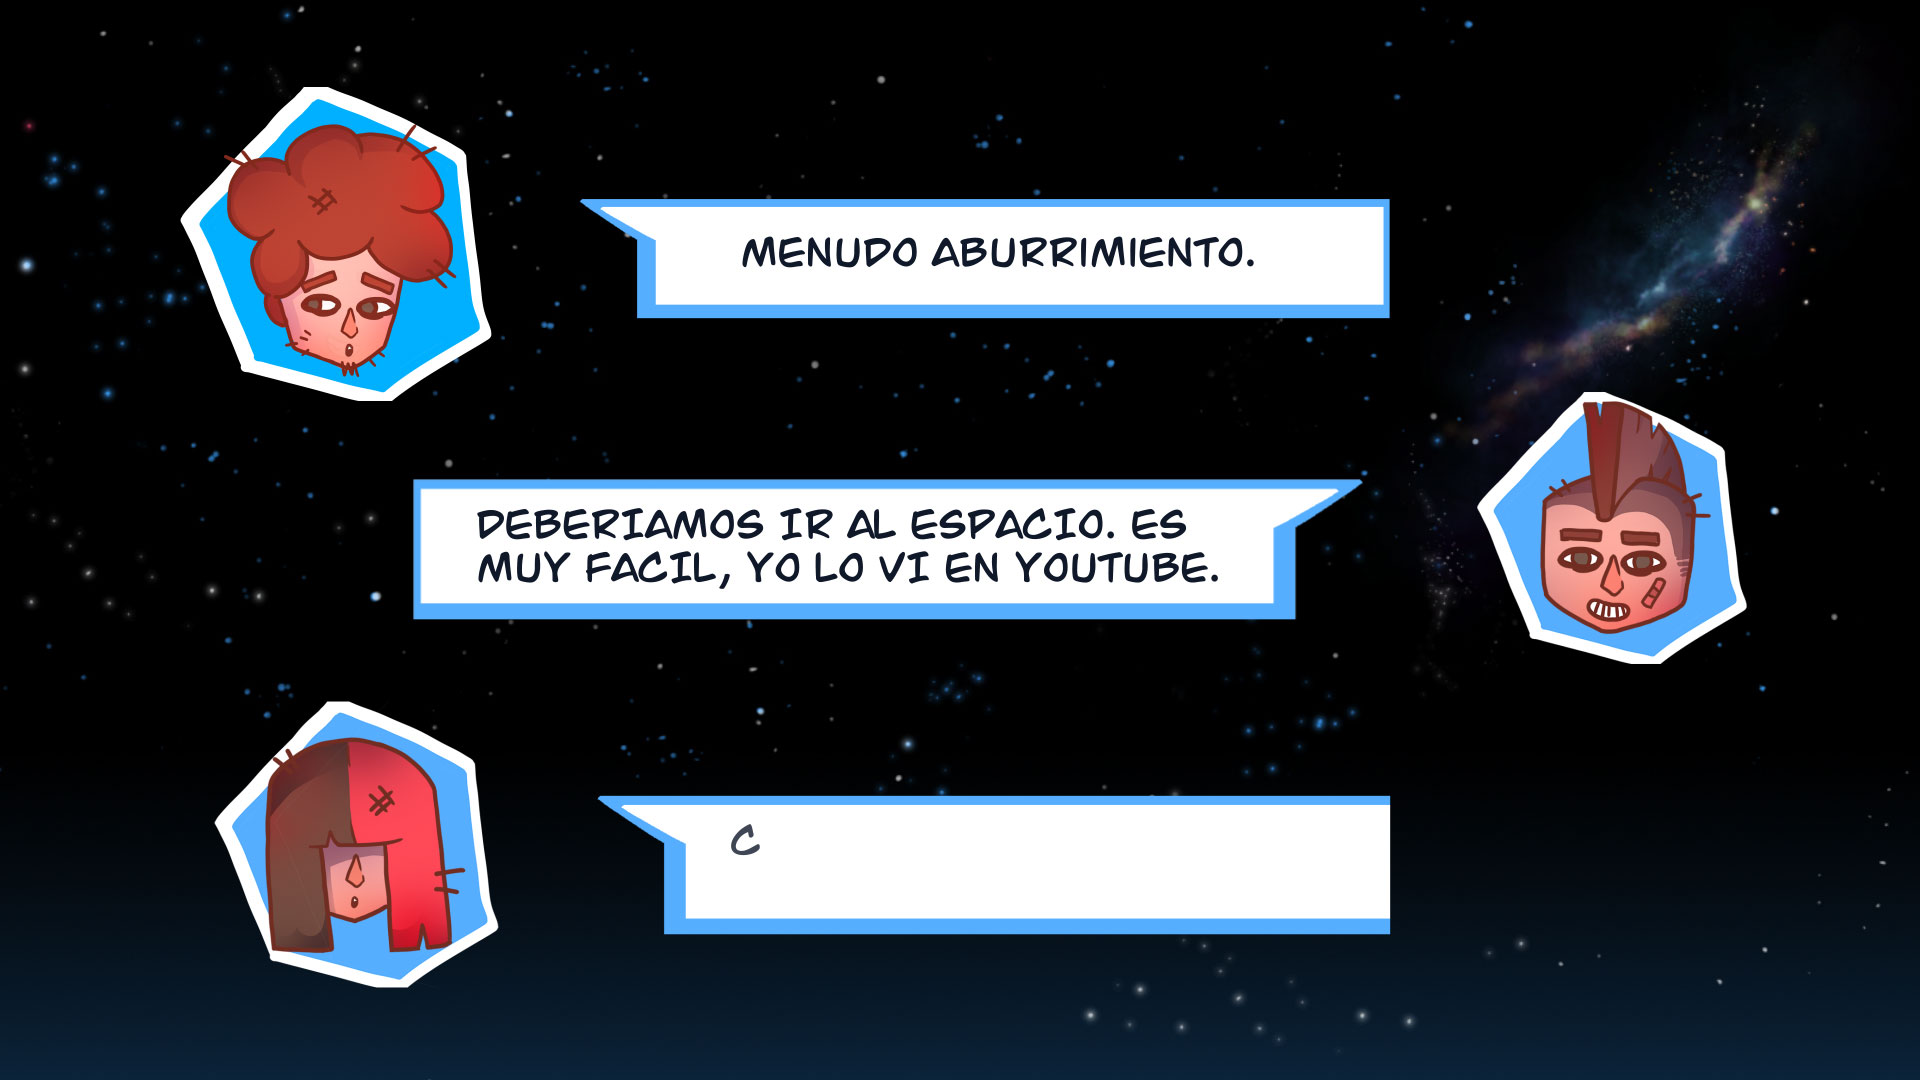 MENUDO ABURRIMIENTO.
DEBERIAMOS IR AL ESPACIO. ES
MUY FACIL, YO LO VI EN YOUTUBE.
C